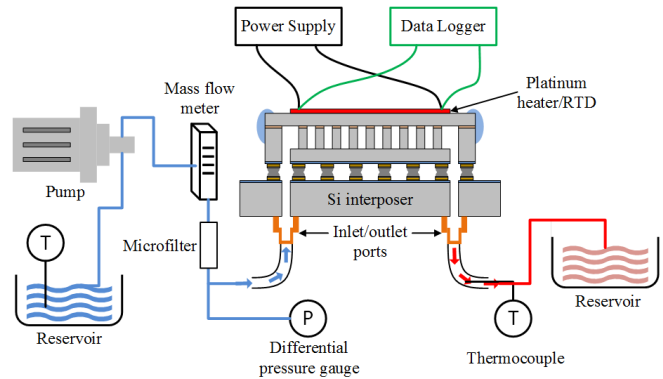 Power Supply
Data Logger
Mass flow
meter
Platinum
heater/RTD
Pump
Si interposer
T
Microfilter
Inlet/outlet
ports
Reservoir
P
T
Reservoir
Differential
pressure gauge
Thermocouple